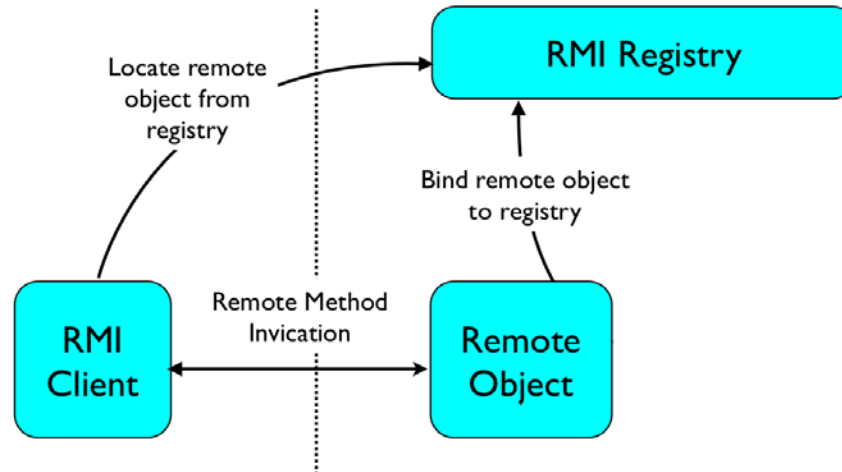 RMI Registry
Locate remote
object from
registry
Bind remote object
to registry
Remote Method
Invication
RMI
Client
Remote
Object